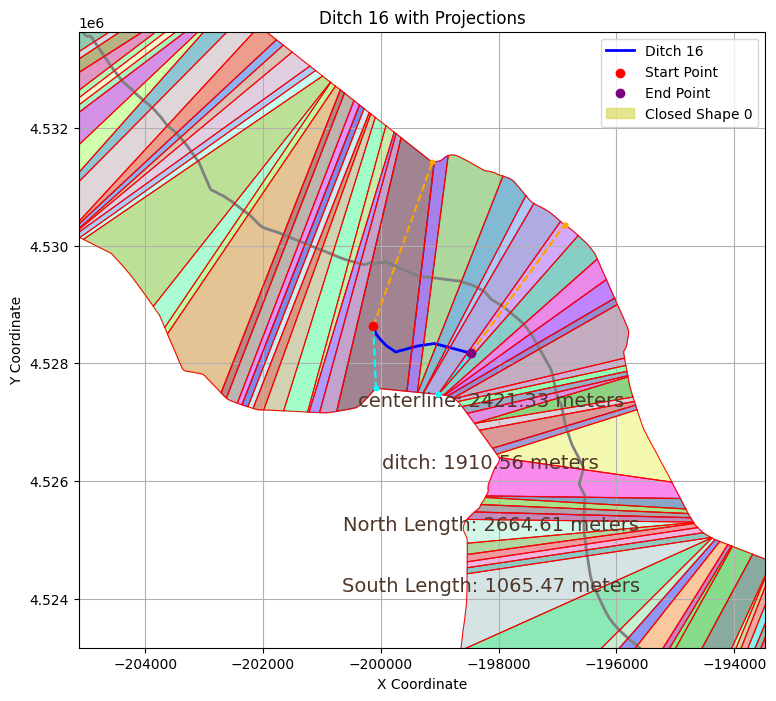 Ditch 16 with Projections
1e6
Ditch 16
Start Point
End Point
Closed Shape 0
4.532
4.530
4.528
4.526
4.524
Y Coordinate
centerline: 2421.33 meters
ditch: 1910.56 meters
North Length: 2664.61 meters
South Length: 1065.47 meters
−204000 −202000 −200000 −198000 −196000 −194000
X Coordinate